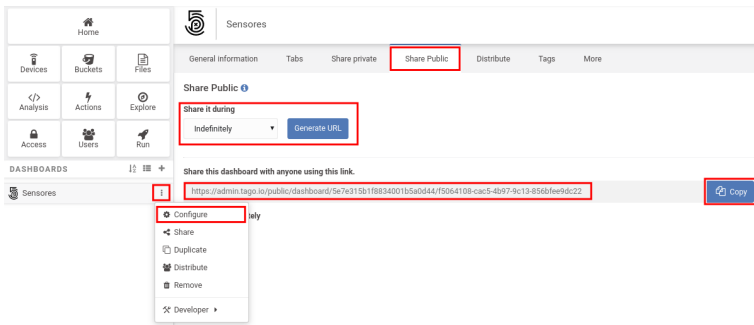 Home
Devices
Buckets
Files
Analysis
Actions
Explore
Access
Users
Run
DASHBOARDS
Sensores
Configure
Share
Duplicate
Distribute
Remove
Developer
Sensores
General information
Tabs
Share private
Share Public
Distribute
Tags
More
Share Public
Share it during
Indefinitely
Generate URL
Share this dashboard with anyone using this link.
https://admin.tago.io/public/dashboard/5e7e315b1f8834001b5a0d44/f5064108-cac5-4b97-9c13-856bfee9dc22
Copy